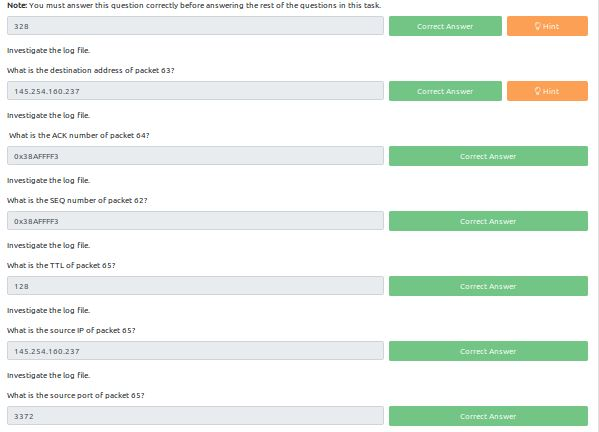 Note: You must answer this question correctly before answering the rest of the questions in this task.
328 Correct Answer Hint
Investigate the log file.
What is the destination address of packet 63?
145.254.160.237 Correct Answer Hint
Investigate the log file.
What is the ACK number of packet 64?
0x38AFFFF3 Correct Answer
Investigate the log file.
What is the SEQ number of packet 62?
0x38AFFFF3 Correct Answer
Investigate the log file.
What is the TTL of packet 65?
128 Correct Answer
Investigate the log file.
What is the source IP of packet 65?
145.254.160.237 Correct Answer
Investigate the log file.
What is the source port of packet 65?
3372 Correct Answer